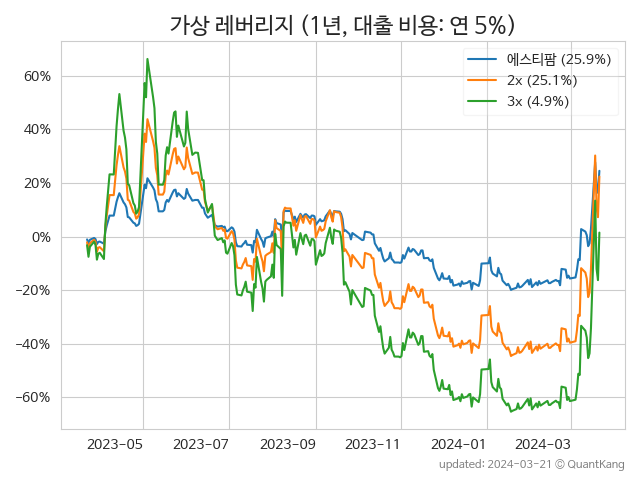 가상 레버리지 (1년, 대출 비용: 연 5%)
에스티팜 (25.9%)
2x (25.1%)
3x (4.9%)
60%
40%
20%
0%
−20%
−40%
−60%
2023-05 2023-07 2023-09 2023-11 2024-01 2024-03
updated: 2024-03-21 © QuantKang